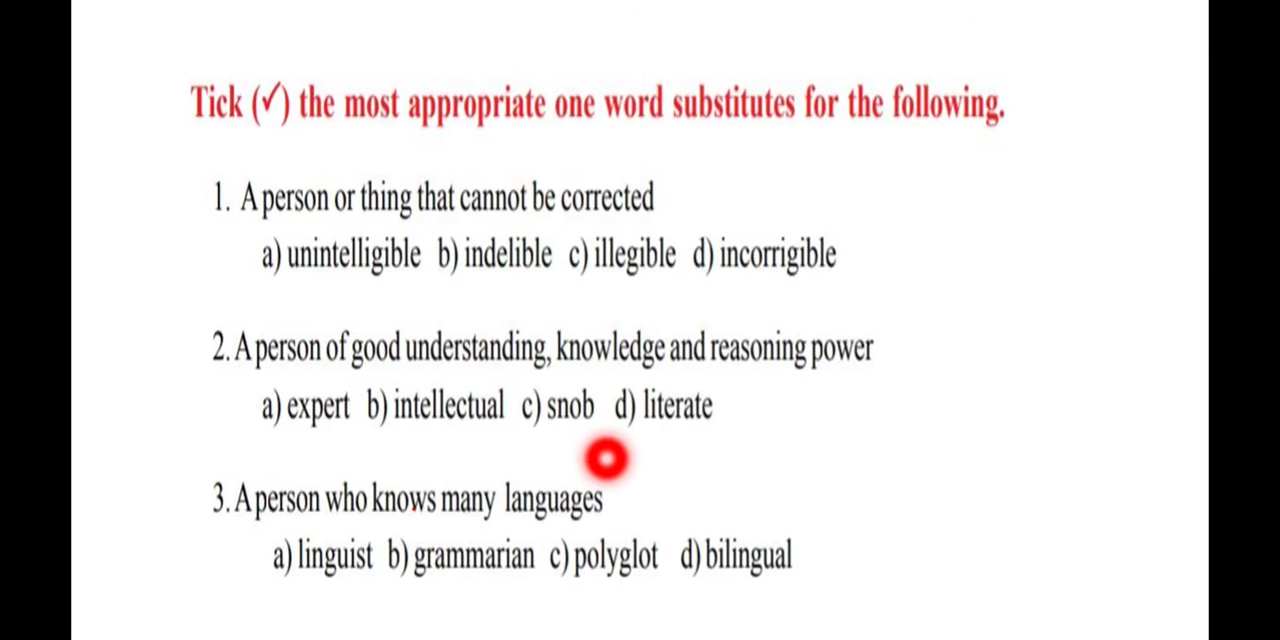 Tick (✓) the most appropriate one word substitutes for the following.
1. A person or thing that cannot be corrected
a) unintelligible b) indelible c) illegible d) incorrigible
2. A person of good understanding, knowledge and reasoning power
a) expert b) intellectual c) snob d) literate
3. A person who knows many languages
a) linguist b) grammarian c) polyglot d) bilingual